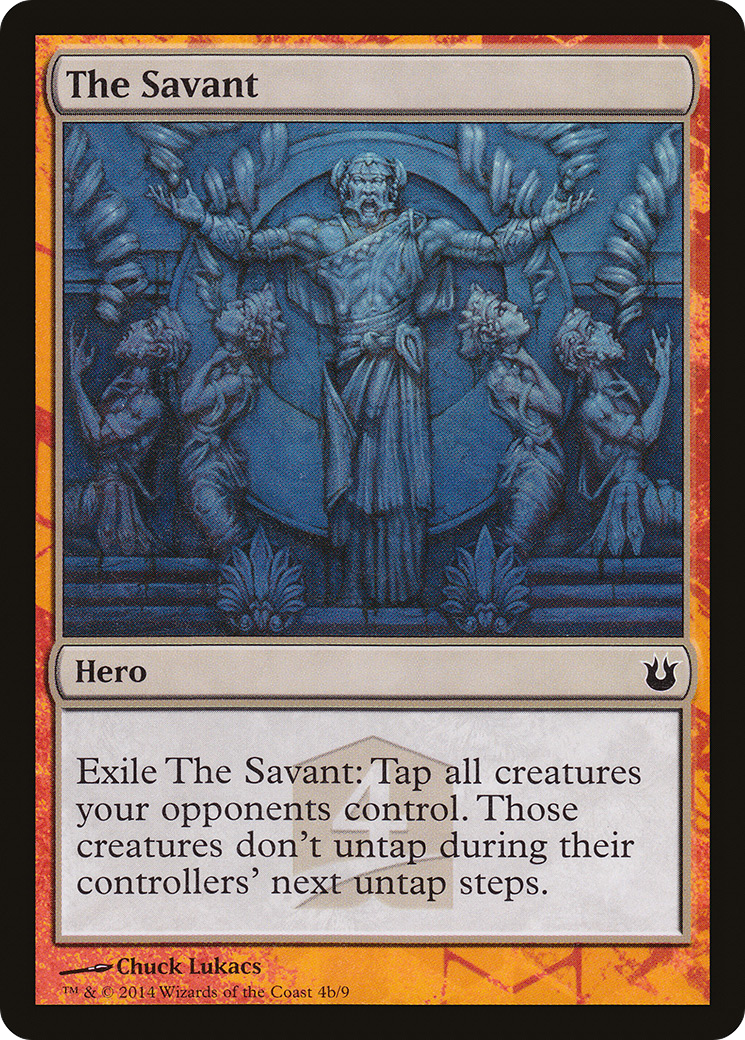 The Savant
Hero
4
Exile The Savant: Tap all creatures
your opponents control. Those
creatures don't untap during their
controllers' next untap steps.
Chuck Lukacs
™ & © 2014 Wizards of the Coast 4b/9